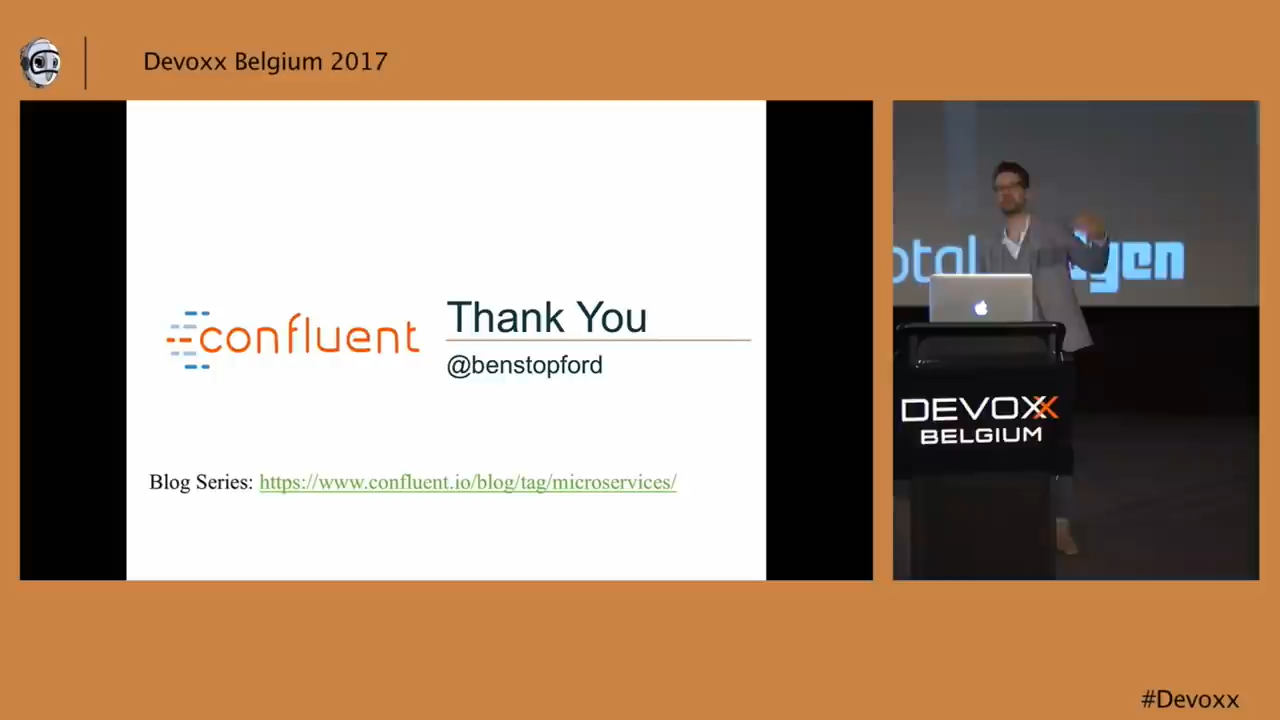 Devoxx Belgium 2017
confluent
Thank You
@benstopford
Blog Series: https://www.confluent.io/blog/tag/microservices/
DEVOXX
BELGIUM
#Devoxx